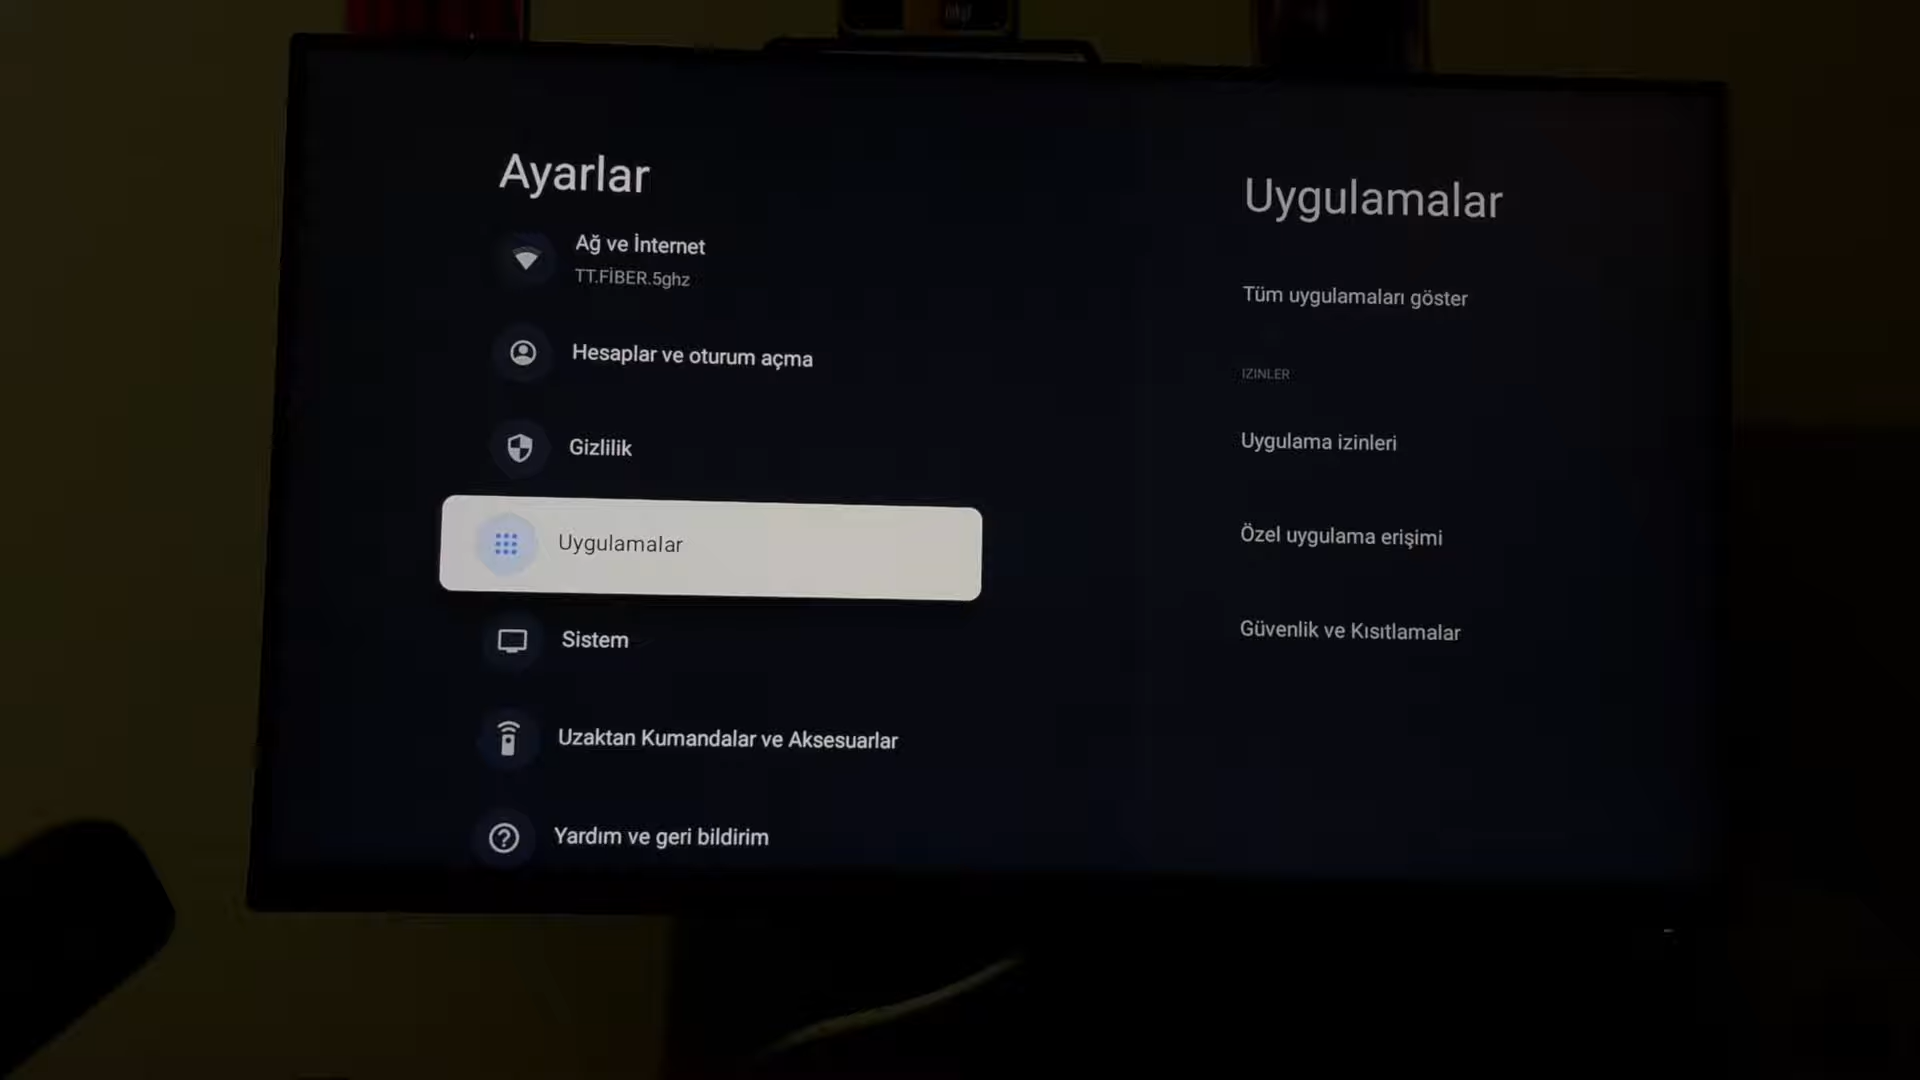 Ayarlar
Ağ ve İnternet
TT.FİBER.5ghz
Hesaplar ve oturum açma
Gizlilik
Uygulamalar
Sistem
Uzaktan Kumandalar ve Aksesuarlar
Yardım ve geri bildirim
Uygulamalar
Tüm uygulamaları göster
IZINLER
Uygulama izinleri
Özel uygulama erişimi
Güvenlik ve Kısıtlamalar